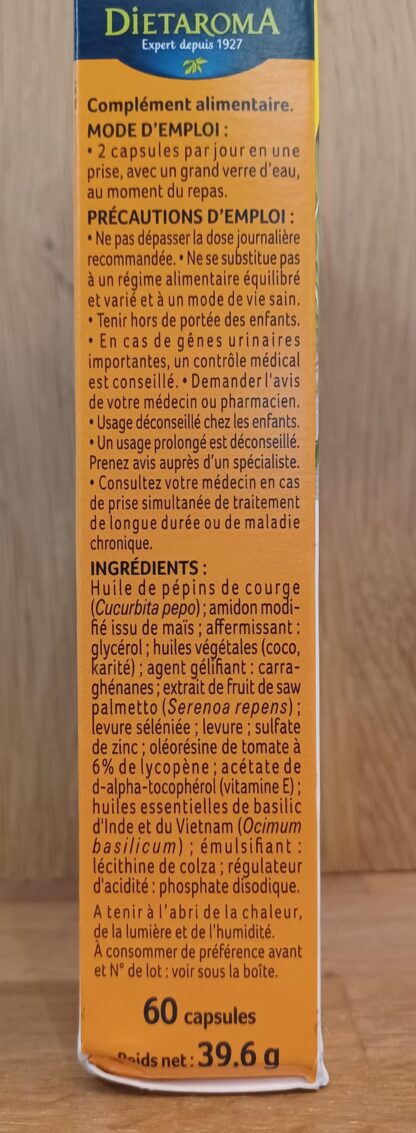 DIETAROMA
Expert depuis 1927
Complément alimentaire.
MODE D'EMPLOI :
• 2 capsules par jour en une
prise, avec un grand verre d'eau,
au moment du repas.
PRÉCAUTIONS D'EMPLOI :
• Ne pas dépasser la dose journalière
recommandée. • Ne se substitue pas
à un régime alimentaire équilibré
et varié et à un mode de vie sain.
• Tenir hors de portée des enfants.
• En cas de gênes urinaires
importantes, un contrôle médical
est conseillé. • Demander l'avis
de votre médecin ou pharmacien.
• Usage déconseillé chez les enfants.
• Un usage prolongé est déconseillé.
Prenez avis auprès d'un spécialiste.
• Consultez votre médecin en cas
de prise simultanée de traitement
de longue durée ou de maladie
chronique.
INGRÉDIENTS :
Huile de pépins de courge
(Cucurbita pepo) ; amidon modi-
fié issu de maïs ; affermissant :
glycérol ; huiles végétales (coco,
karité) ; agent gélifiant : carra-
ghénanes ; extrait de fruit de saw
palmetto (Serenoa repens) ;
levure séléniée ; levure ; sulfate
de zinc ; oléorésine de tomate à
6% de lycopène ; acétate de
d-alpha-tocophérol (vitamine E) ;
huiles essentielles de basilic
d'Inde et du Vietnam (Ocimum
basilicum) ; émulsifiant :
lécithine de colza ; régulateur
d'acidité : phosphate disodique.
A tenir à l'abri de la chaleur,
de la lumière et de l'humidité.
À consommer de préférence avant
et N° de lot : voir sous la boîte.
60 capsules
Poids net : 39.6 g